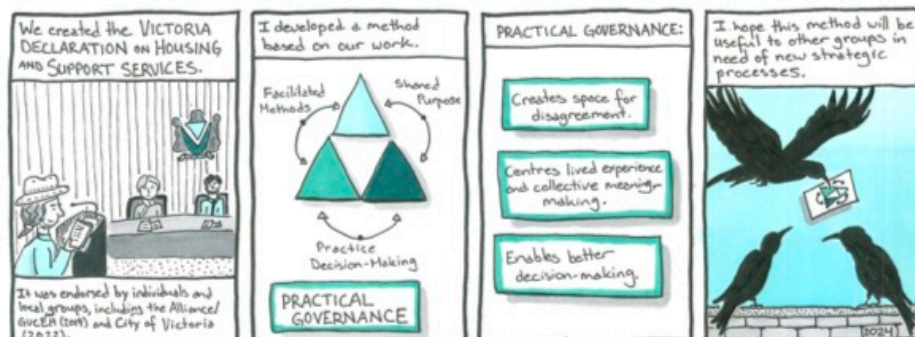 We created the VICTORIA
DECLARATION ON HOUSING
AND SUPPORT SERVICES.
It was endorsed by individuals and
local groups, including the Alliance/
GVCEH (2019) and City of Victoria
(2022).
I developed a method
based on our work.
Facilitated
Methods
Shared
Purpose
Practice
Decision-Making
PRACTICAL
GOVERNANCE
PRACTICAL GOVERNANCE:
Creates space for
disagreement.
Centres lived experience
and collective meaning-
making.
Enables better
decision-making.
I hope this method will be
useful to other groups in
need of new strategic
processes.
2024